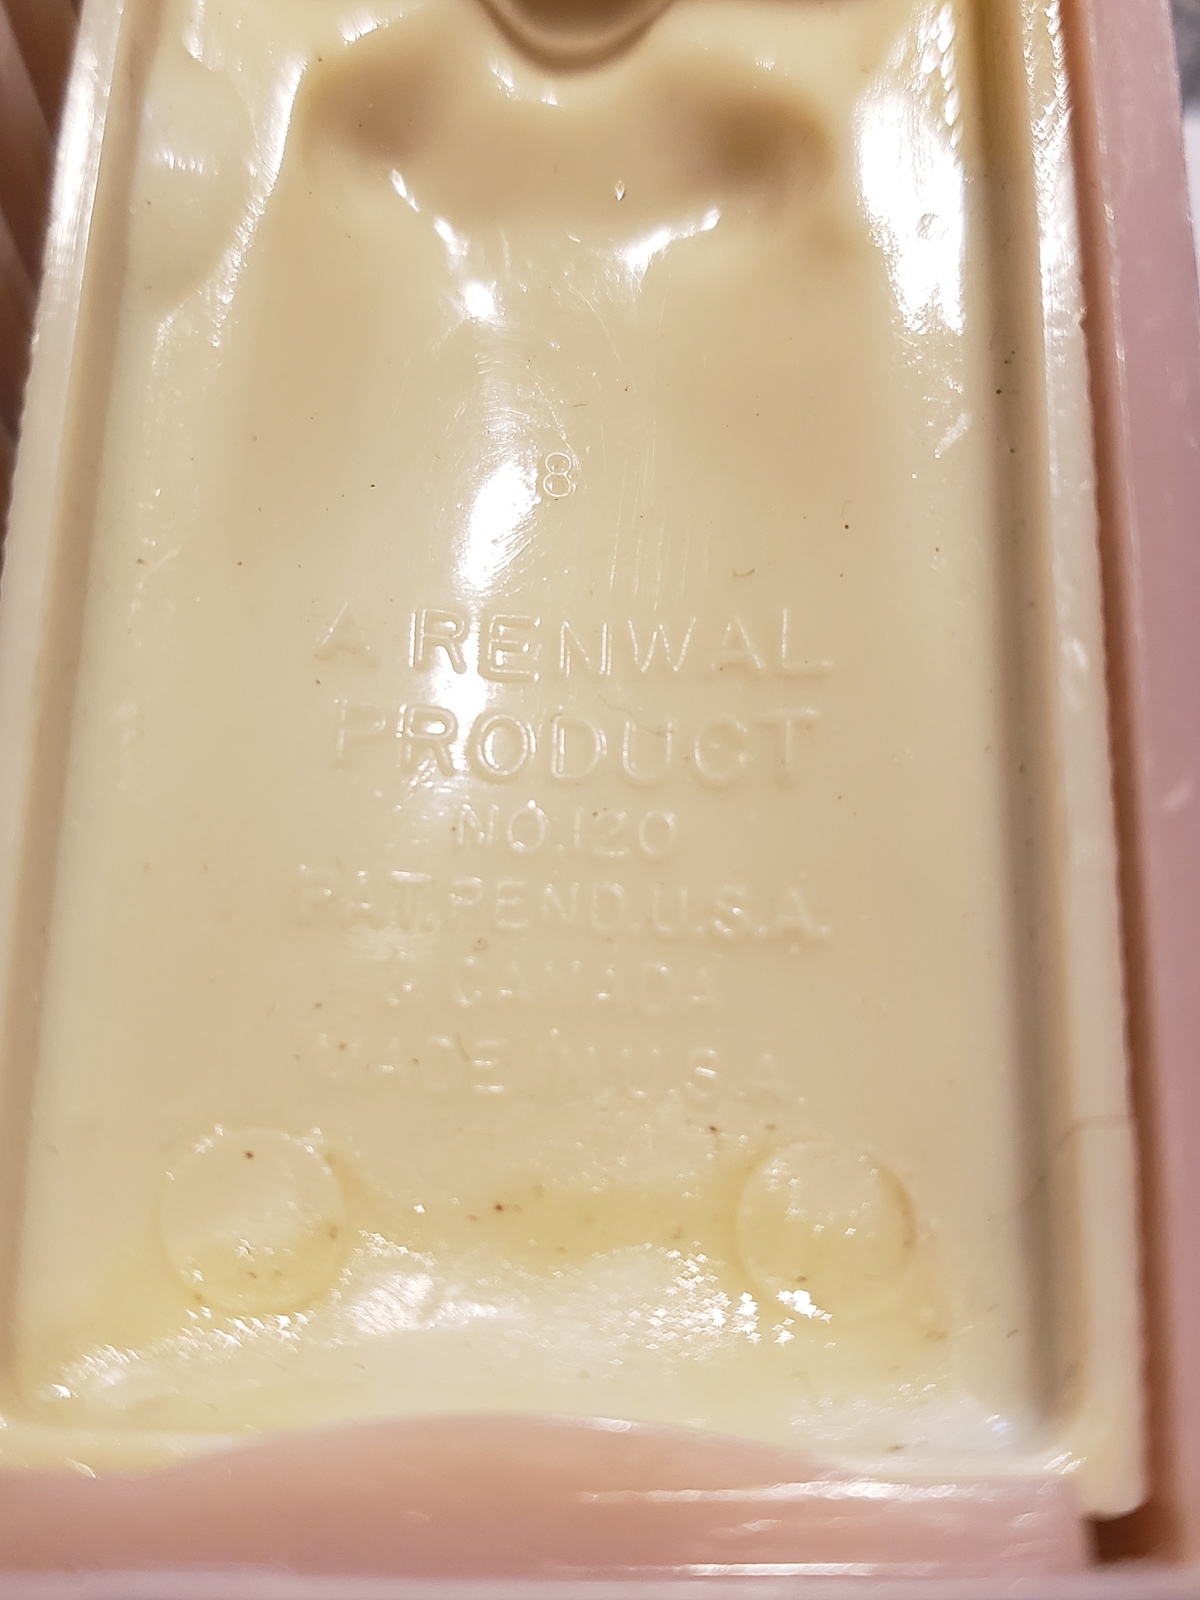 8
A RENWAL
PRODUCT
NO.120
PAT.PEND.U.S.A.
CANADA
MADE IN U.S.A.